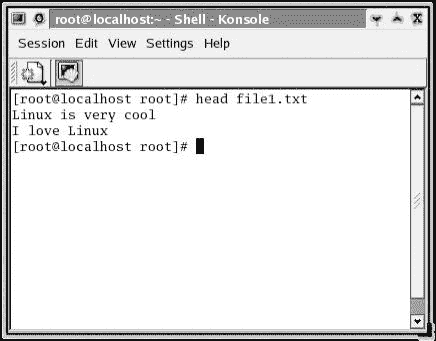 root@localhost:~ - Shell - Konsole
Session Edit View Settings Help
[root@localhost root]# head file1.txt
Linux is very cool
I love Linux
[root@localhost root]#